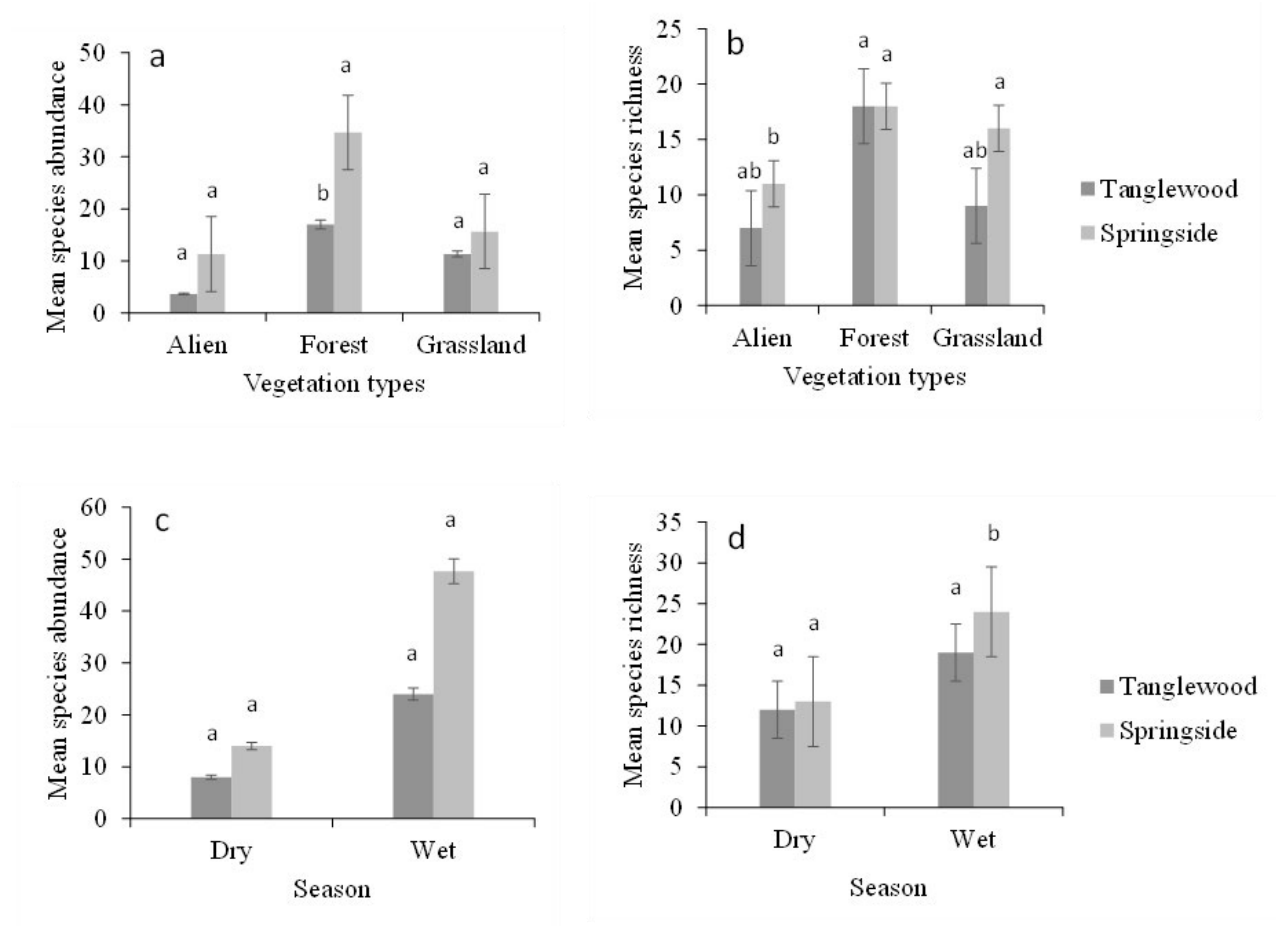 a
Mean species abundance
50
40
30
20
10
0
a
a
b
a
a
a
Alien Forest Grassland
Vegetation types
b
Mean species richness
25
20
15
10
5
0
ab
b
a
a
ab
a
Alien Forest Grassland
Vegetation types
Tanglewood
Springside
c
Mean species abundance
60
50
40
30
20
10
0
a
a
a
a
Dry Wet
Season
d
Mean species richness
35
30
25
20
15
10
5
0
a
a
a
b
Dry Wet
Season
Tanglewood
Springside